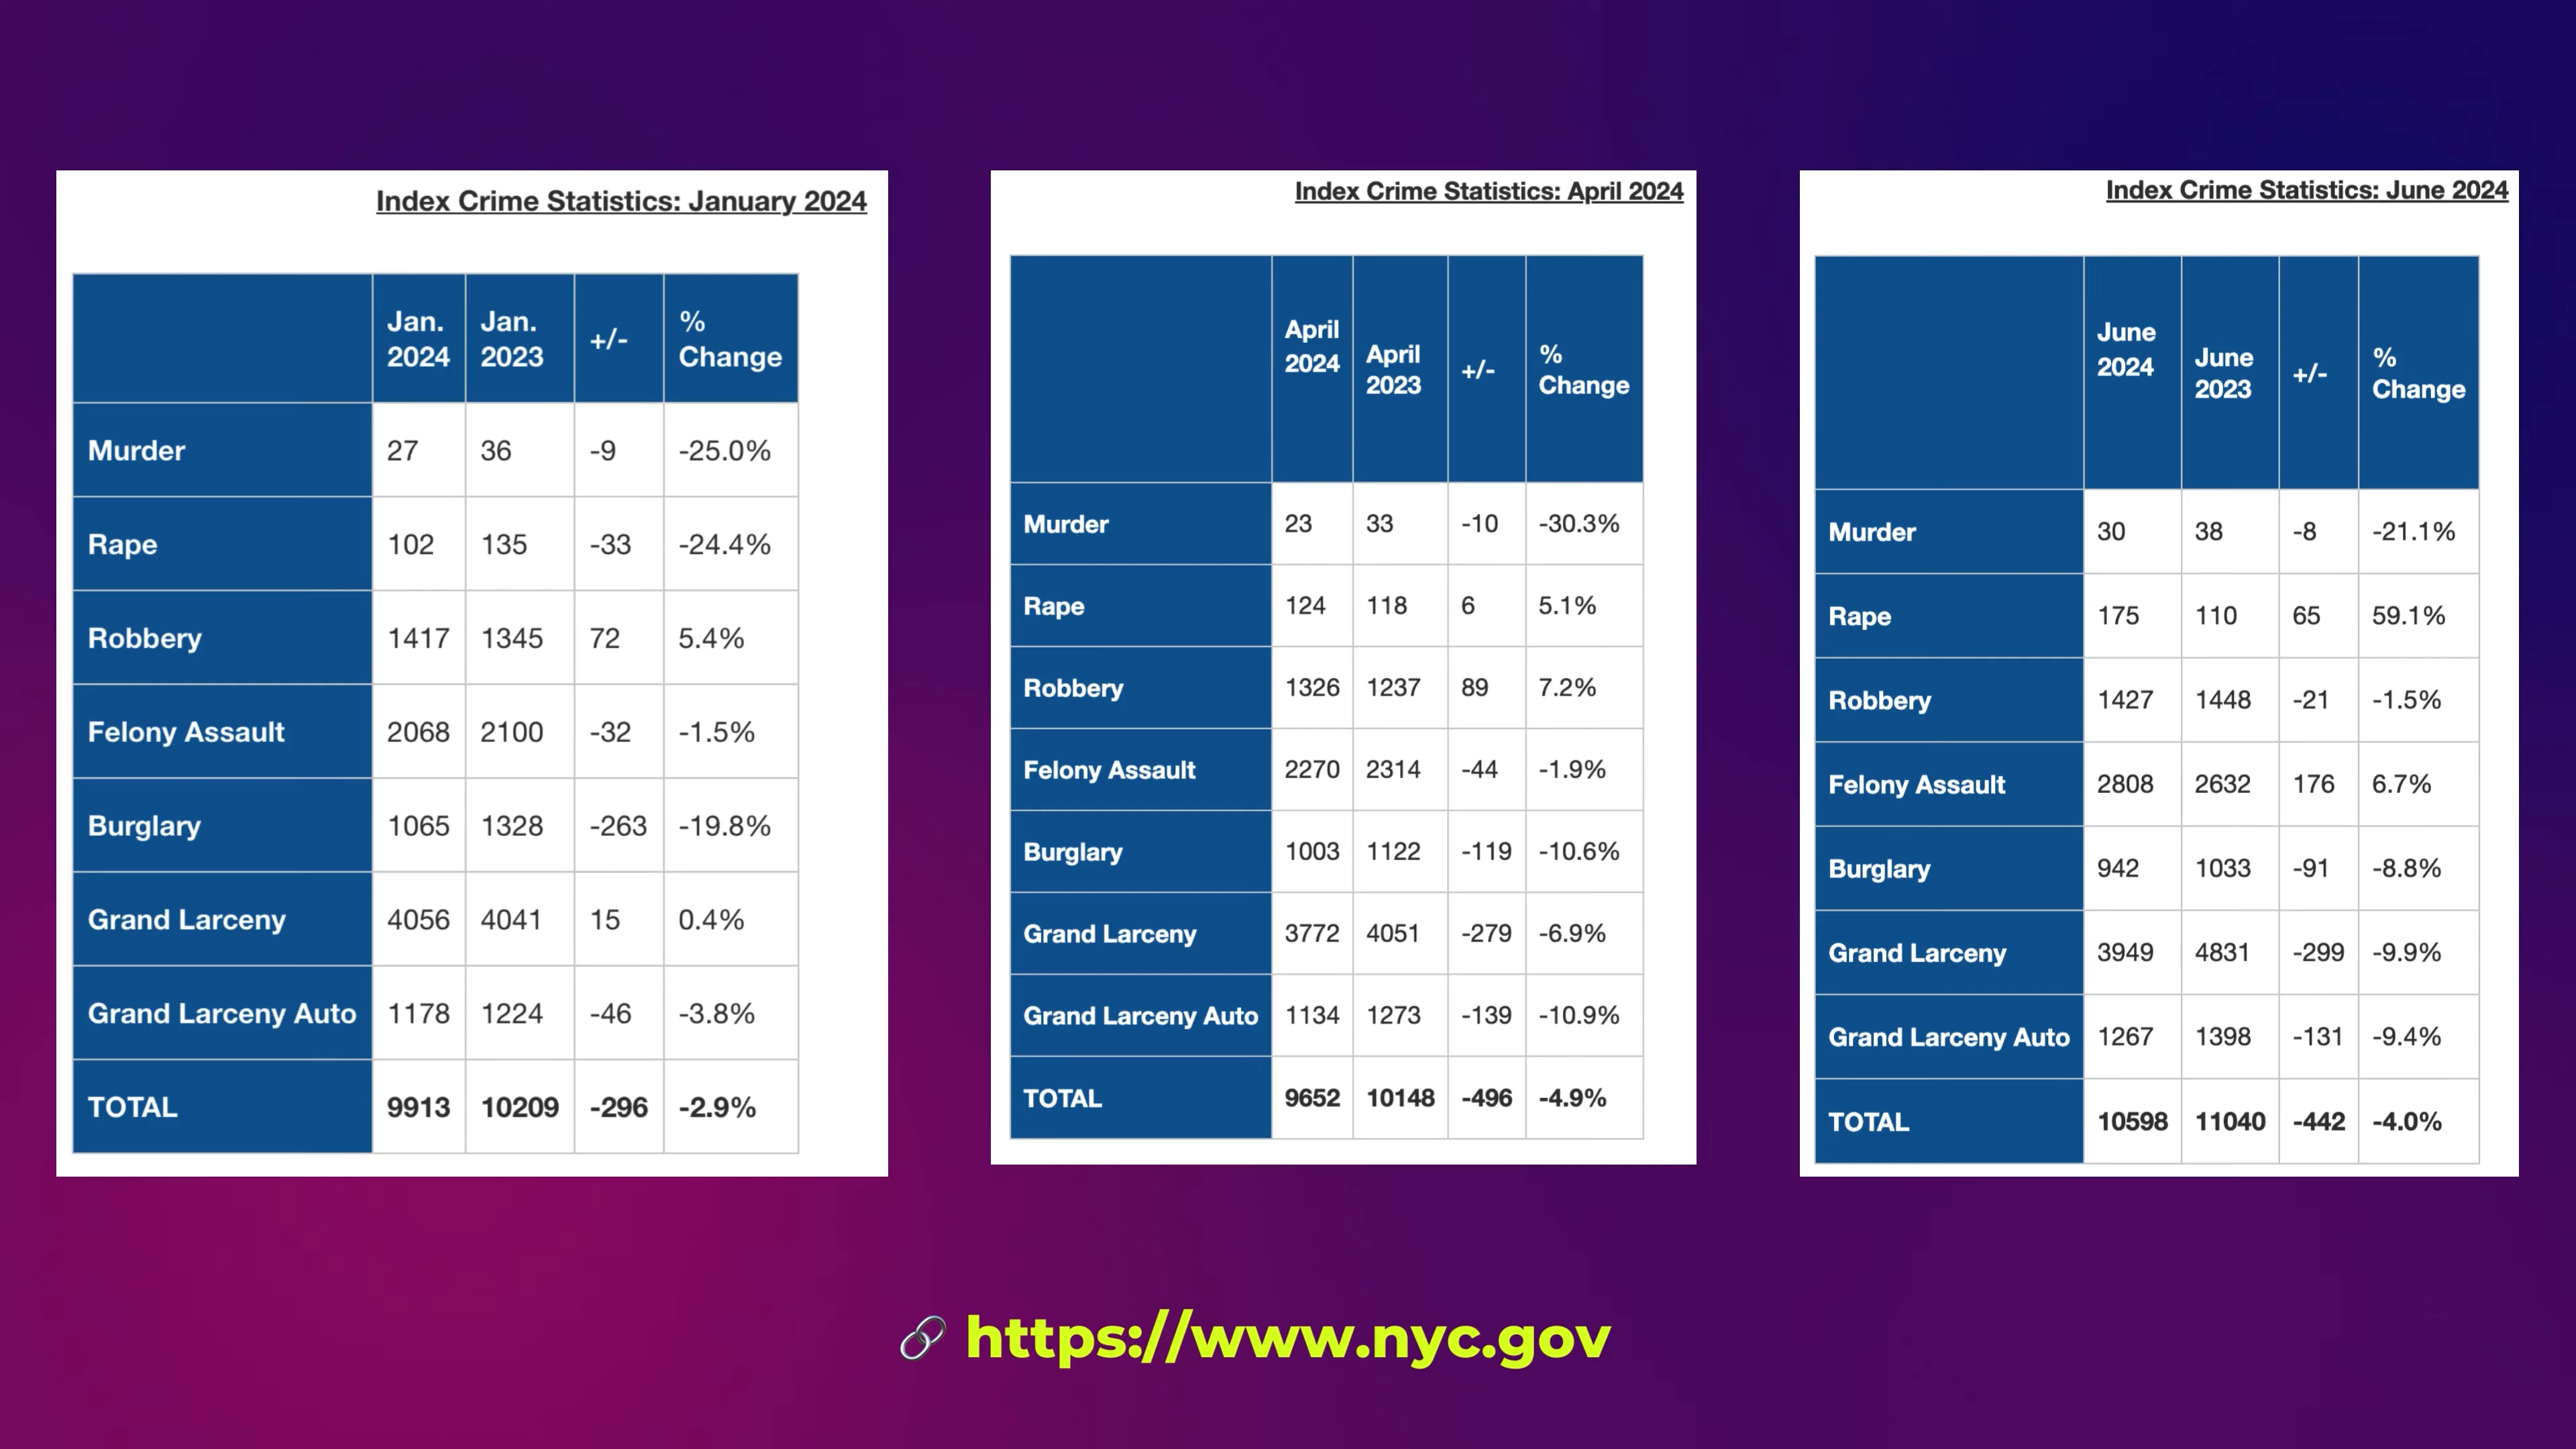 Index Crime Statistics: January 2024
Jan. 2024 Jan. 2023 +/- % Change
Murder 27 36 -9 -25.0%
Rape 102 135 -33 -24.4%
Robbery 1417 1345 72 5.4%
Felony Assault 2068 2100 -32 -1.5%
Burglary 1065 1328 -263 -19.8%
Grand Larceny 4056 4041 15 0.4%
Grand Larceny Auto 1178 1224 -46 -3.8%
TOTAL 9913 10209 -296 -2.9%
Index Crime Statistics: April 2024
April 2024 April 2023 +/- % Change
Murder 23 33 -10 -30.3%
Rape 124 118 6 5.1%
Robbery 1326 1237 89 7.2%
Felony Assault 2270 2314 -44 -1.9%
Burglary 1003 1122 -119 -10.6%
Grand Larceny 3772 4051 -279 -6.9%
Grand Larceny Auto 1134 1273 -139 -10.9%
TOTAL 9652 10148 -496 -4.9%
Index Crime Statistics: June 2024
June 2024 June 2023 +/- % Change
Murder 30 38 -8 -21.1%
Rape 175 110 65 59.1%
Robbery 1427 1448 -21 -1.5%
Felony Assault 2808 2632 176 6.7%
Burglary 942 1033 -91 -8.8%
Grand Larceny 3949 4831 -299 -9.9%
Grand Larceny Auto 1267 1398 -131 -9.4%
TOTAL 10598 11040 -442 -4.0%
https://www.nyc.gov